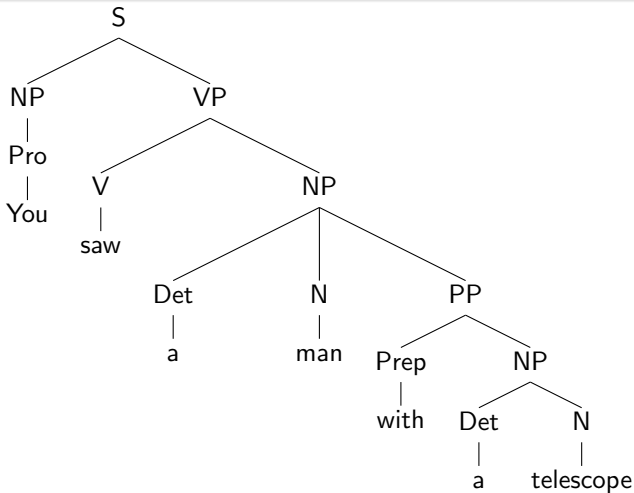 S
NP VP
Pro
V NP
You
saw
Det N PP
a man
Prep NP
with
Det N
a telescope